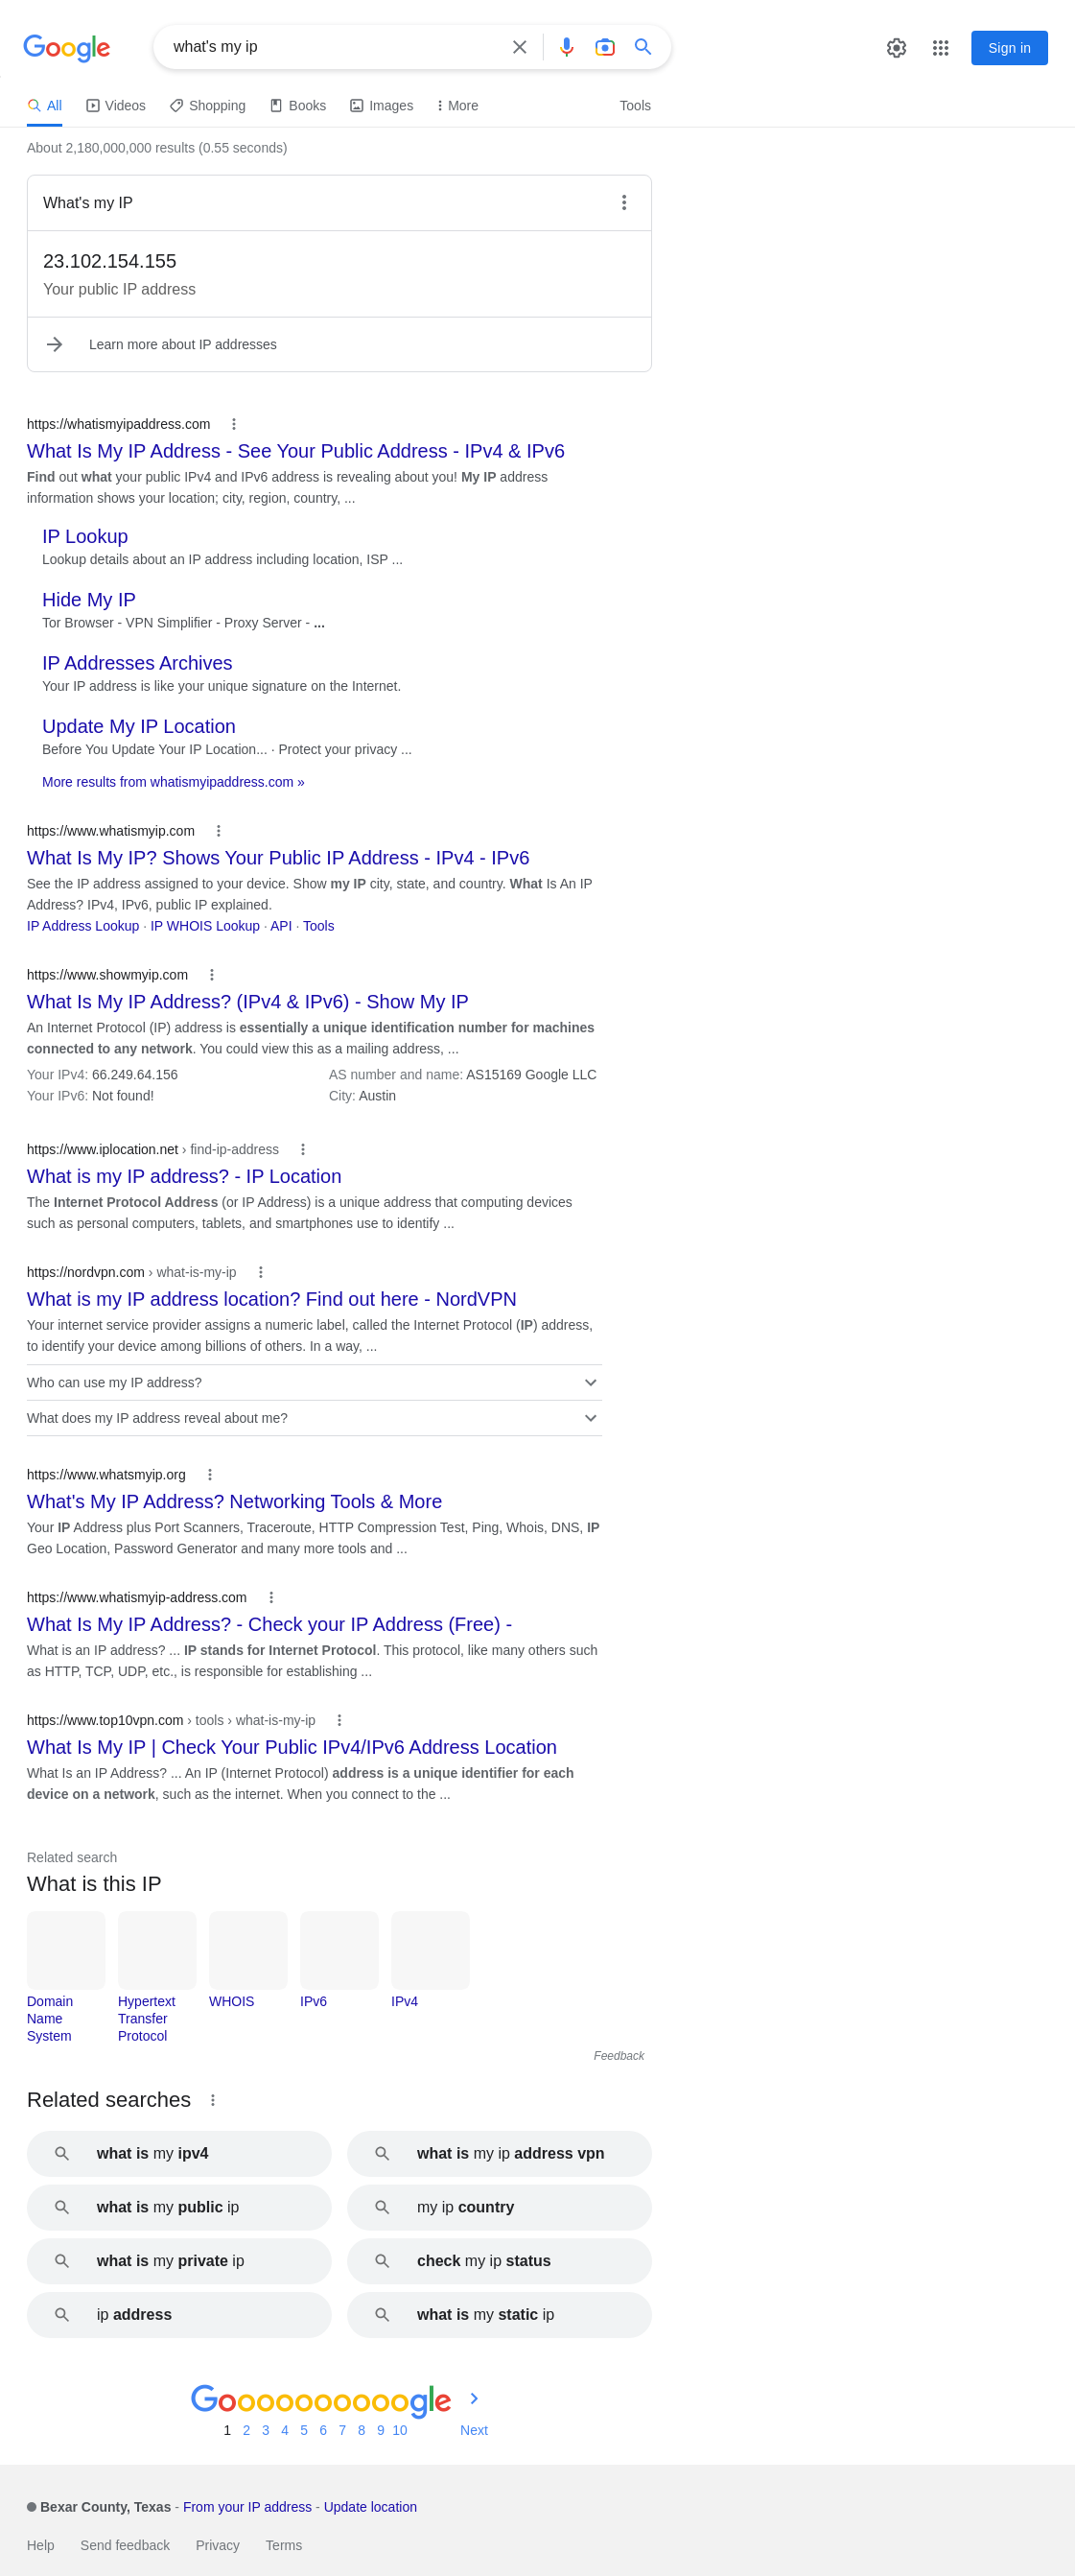 Google
what's my ip
Sign in
All Videos Shopping Books Images More Tools
About 2,180,000,000 results (0.55 seconds)
What's my IP
23.102.154.155
Your public IP address
Learn more about IP addresses
https://whatismyipaddress.com
What Is My IP Address - See Your Public Address - IPv4 & IPv6
Find out what your public IPv4 and IPv6 address is revealing about you! My IP address
information shows your location; city, region, country, ...
IP Lookup
Lookup details about an IP address including location, ISP ...
Hide My IP
Tor Browser - VPN Simplifier - Proxy Server - ...
IP Addresses Archives
Your IP address is like your unique signature on the Internet.
Update My IP Location
Before You Update Your IP Location... · Protect your privacy ...
More results from whatismyipaddress.com »
https://www.whatismyip.com
What Is My IP? Shows Your Public IP Address - IPv4 - IPv6
See the IP address assigned to your device. Show my IP city, state, and country. What Is An IP
Address? IPv4, IPv6, public IP explained.
IP Address Lookup · IP WHOIS Lookup · API · Tools
https://www.showmyip.com
What Is My IP Address? (IPv4 & IPv6) - Show My IP
An Internet Protocol (IP) address is essentially a unique identification number for machines
connected to any network. You could view this as a mailing address, ...
Your IPv4: 66.249.64.156 AS number and name: AS15169 Google LLC
Your IPv6: Not found! City: Austin
https://www.iplocation.net › find-ip-address
What is my IP address? - IP Location
The Internet Protocol Address (or IP Address) is a unique address that computing devices
such as personal computers, tablets, and smartphones use to identify ...
https://nordvpn.com › what-is-my-ip
What is my IP address location? Find out here - NordVPN
Your internet service provider assigns a numeric label, called the Internet Protocol (IP) address,
to identify your device among billions of others. In a way, ...
Who can use my IP address?
What does my IP address reveal about me?
https://www.whatsmyip.org
What's My IP Address? Networking Tools & More
Your IP Address plus Port Scanners, Traceroute, HTTP Compression Test, Ping, Whois, DNS, IP
Geo Location, Password Generator and many more tools and ...
https://www.whatismyip-address.com
What Is My IP Address? - Check your IP Address (Free) -
What is an IP address? ... IP stands for Internet Protocol. This protocol, like many others such
as HTTP, TCP, UDP, etc., is responsible for establishing ...
https://www.top10vpn.com › tools › what-is-my-ip
What Is My IP | Check Your Public IPv4/IPv6 Address Location
What Is an IP Address? ... An IP (Internet Protocol) address is a unique identifier for each
device on a network, such as the internet. When you connect to the ...
Related search
What is this IP
Domain Name System
Hypertext Transfer Protocol
WHOIS
IPv6
IPv4
Feedback
Related searches
what is my ipv4
what is my ip address vpn
what is my public ip
my ip country
what is my private ip
check my ip status
ip address
what is my static ip
Goooooooooogle
1 2 3 4 5 6 7 8 9 10 Next
Bexar County, Texas - From your IP address - Update location
Help Send feedback Privacy Terms